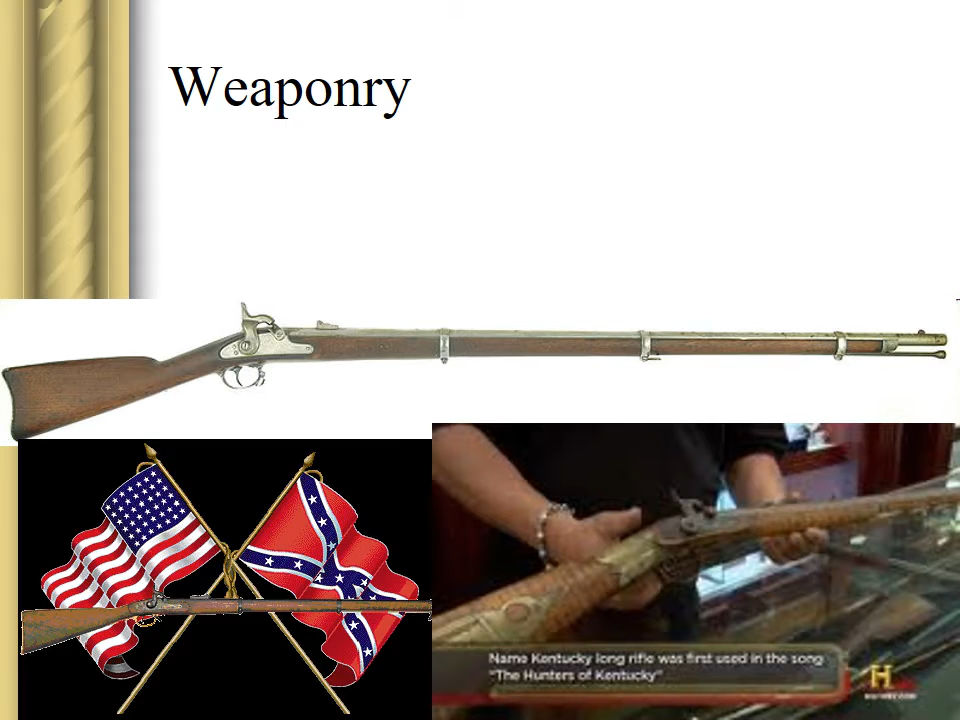 Weaponry
Name Kentucky long rifle was first used in the song
"The Hunters of Kentucky"
H